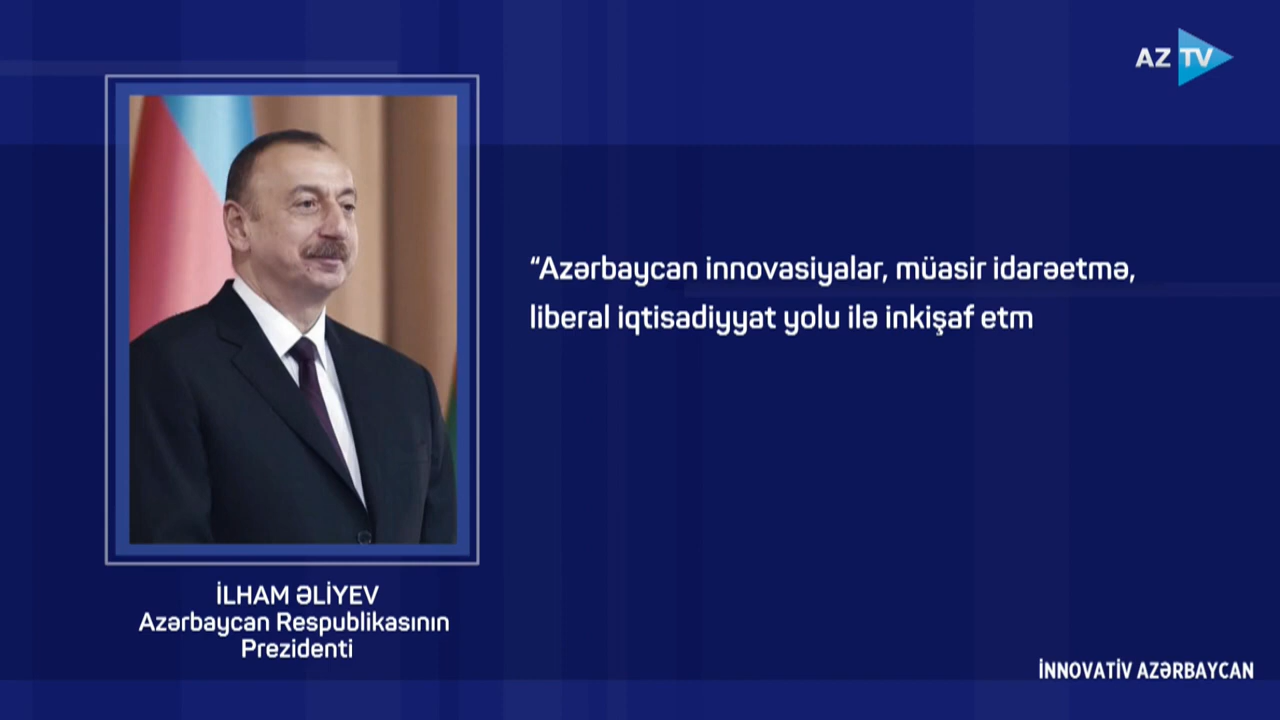 AZ TV
“Azərbaycan innovasiyalar, müasir idarəetmə,
liberal iqtisadiyyat yolu ilə inkişaf etm
İLHAM ƏLİYEV
Azərbaycan Respublikasının
Prezidenti
İNNOVATİV AZƏRBAYCAN